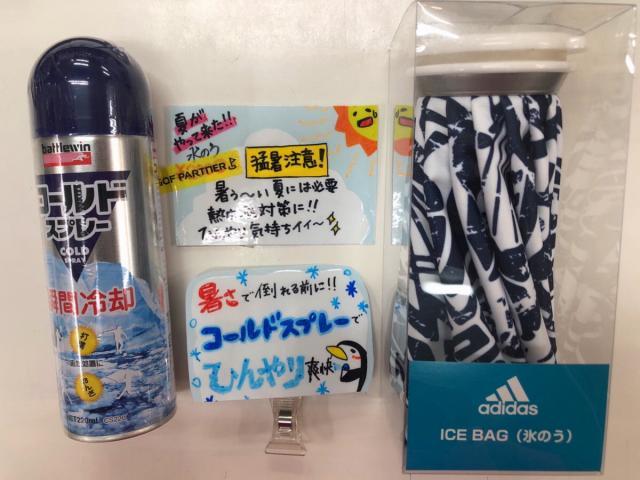 battlewin
コールド
スプレー
COLD
SPRAY
瞬間冷却
220mL
夏が
やって来た!!
氷のう
SQF PARTNER
猛暑注意!
暑う〜い夏には必要
熱中症対策に!!
ひんやり気持ちイイ〜
暑さで倒れる前に!!
コールドスプレーで
ひんやり爽快
adidas
ICE BAG（氷のう）